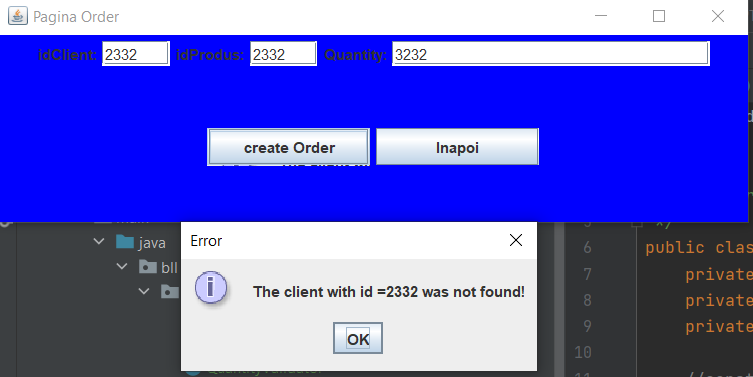 Pagina Order
idClient: 2332 idProdus: 2332 Quantity: 3232
create Order Inapoi
Error
The client with id =2332 was not found!
OK
java
bll
*/
6 public clas
7 private
8 private
9 private
10